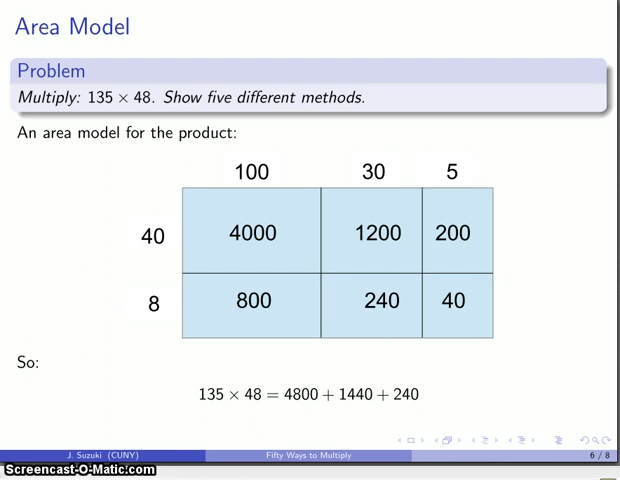 Area Model
Problem
Multiply: 135 × 48. Show five different methods.
An area model for the product:
100 30 5
40 4000 1200 200
8 800 240 40
So:
135 × 48 = 4800 + 1440 + 240
J. Suzuki (CUNY) Fifty Ways to Multiply 6 / 8
Screencast-O-Matic.com